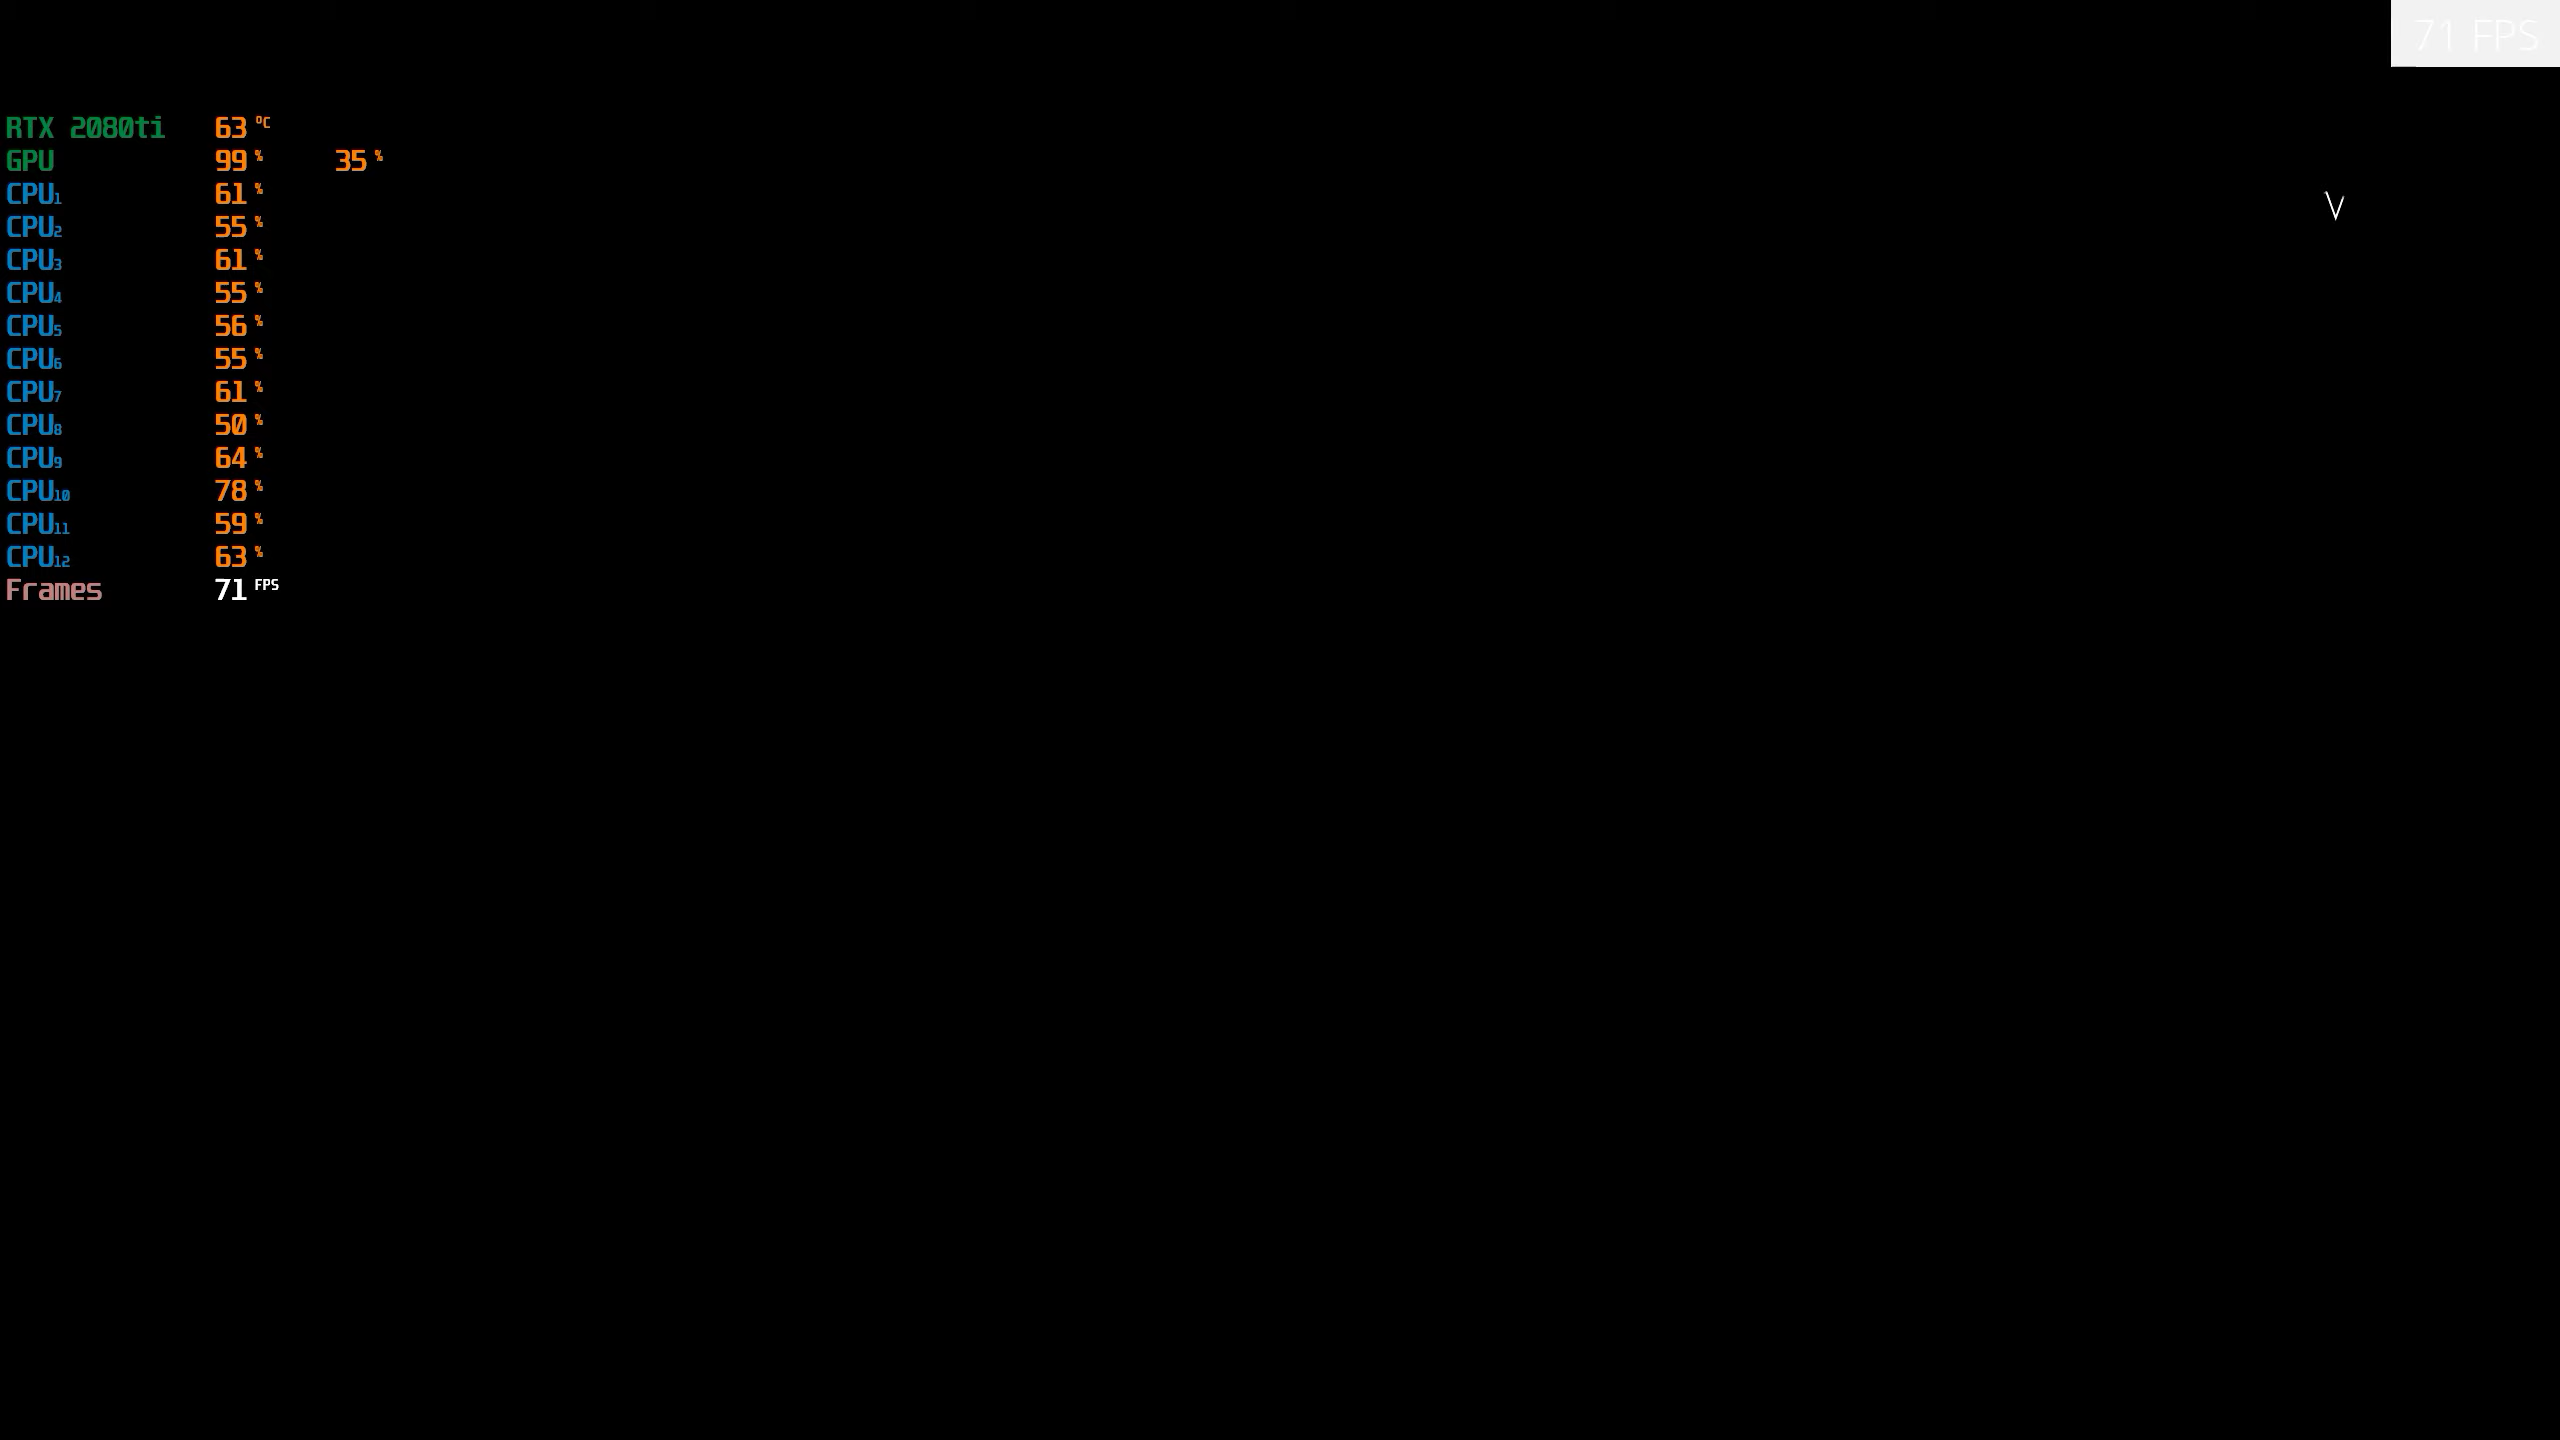 71 FPS
RTX 2080ti 63 °C
GPU 99 % 35 %
CPU1 61 %
CPU2 55 %
CPU3 61 %
CPU4 55 %
CPU5 56 %
CPU6 55 %
CPU7 61 %
CPU8 50 %
CPU9 64 %
CPU10 78 %
CPU11 59 %
CPU12 63 %
Frames 71 FPS
V